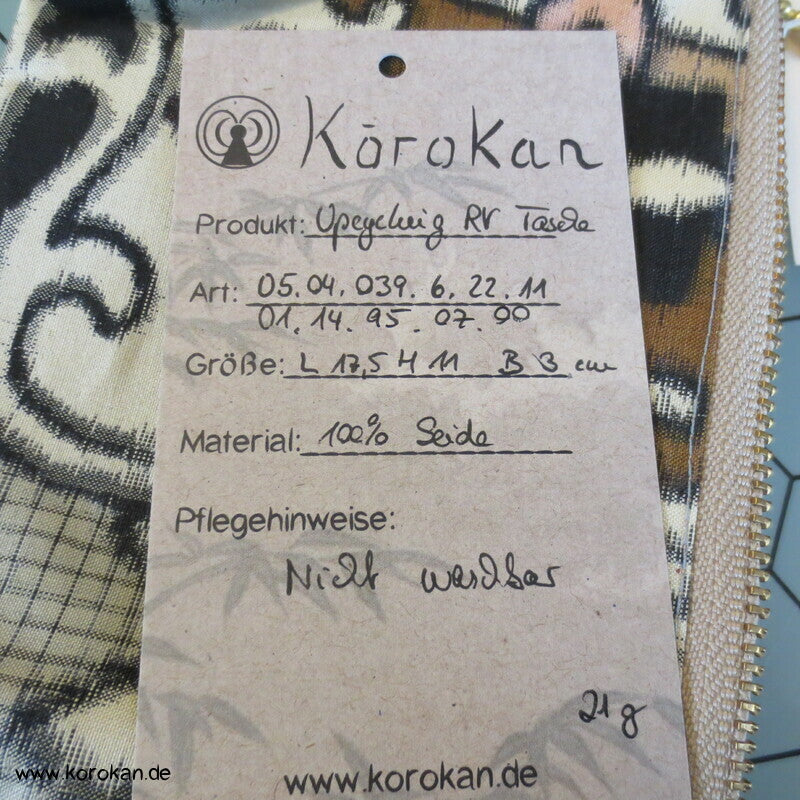 Kōrokan
Produkt: RV Tasche
Art: 05.04.039.6.22.11
01.14.95.07.90
Größe: L 17,5 H 11 B 3 cm
Material: 100% Seide
Pflegehinweise:
Nicht waschbar
21 g
www.korokan.de
www.korokan.de